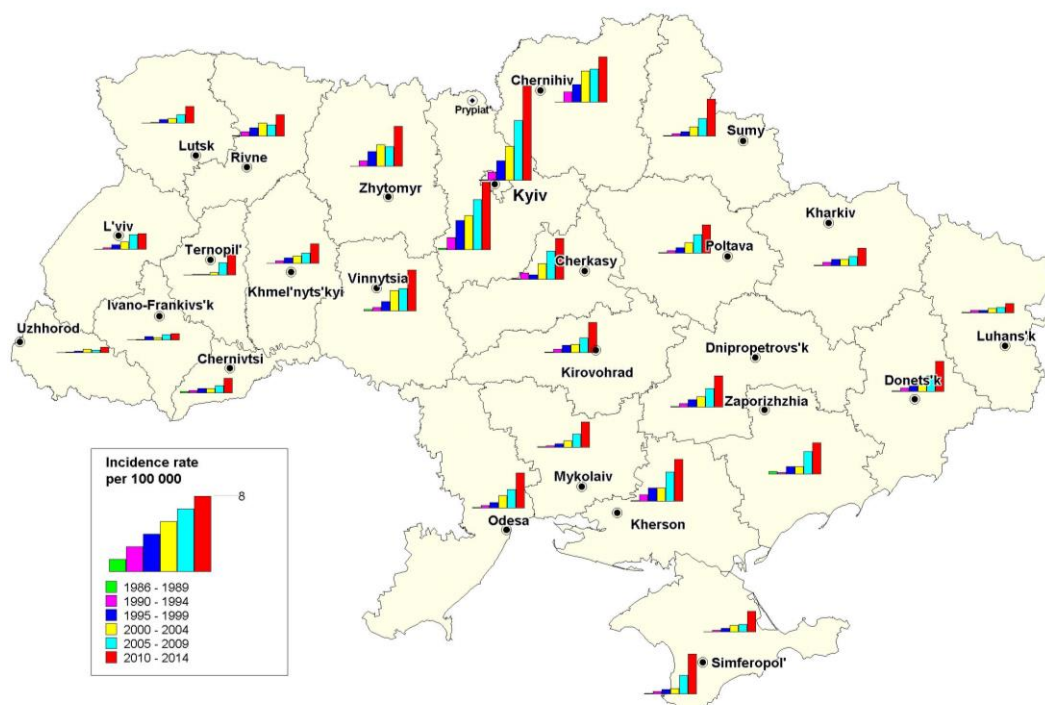 Chernihiv
Prypiat'
Sumy
Lutsk
Rivne
Zhytomyr
Kyiv
Kharkiv
L'viv
Ternopil'
Poltava
Cherkasy
Khmel'nyts'kyi
Vinnytsia
Ivano-Frankivs'k
Uzhhorod
Luhans'k
Chernivtsi
Dnipropetrovs'k
Kirovohrad
Donets'k
Zaporizhzhia
Incidence rate
per 100 000
8
Mykolaiv
Odesa
Kherson
1986 - 1989
1990 - 1994
1995 - 1999
2000 - 2004
2005 - 2009
2010 - 2014
Simferopol'